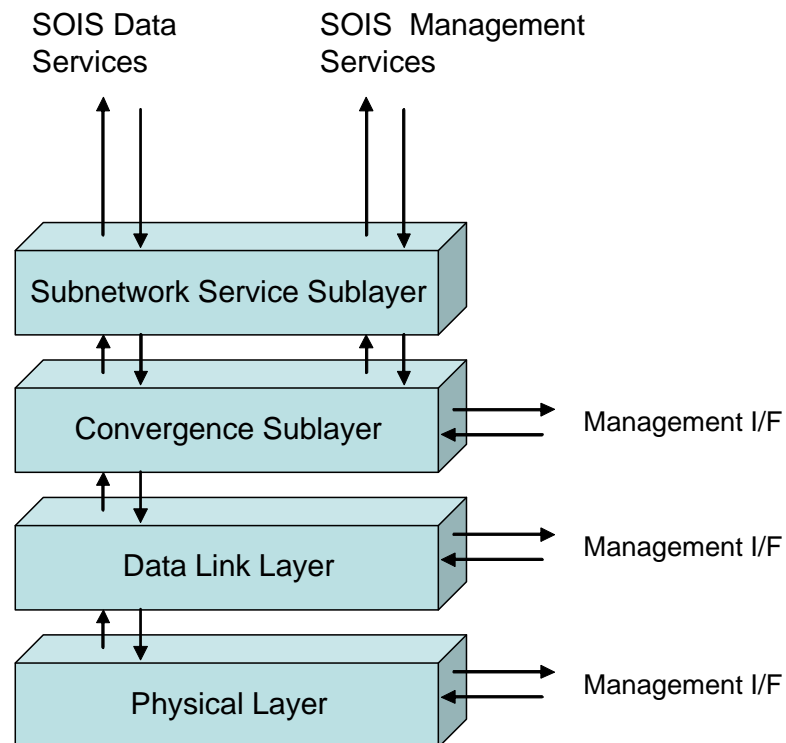 SOIS Data
Services
SOIS Management
Services
Subnetwork Service Sublayer
Convergence Sublayer
Management I/F
Data Link Layer
Management I/F
Physical Layer
Management I/F